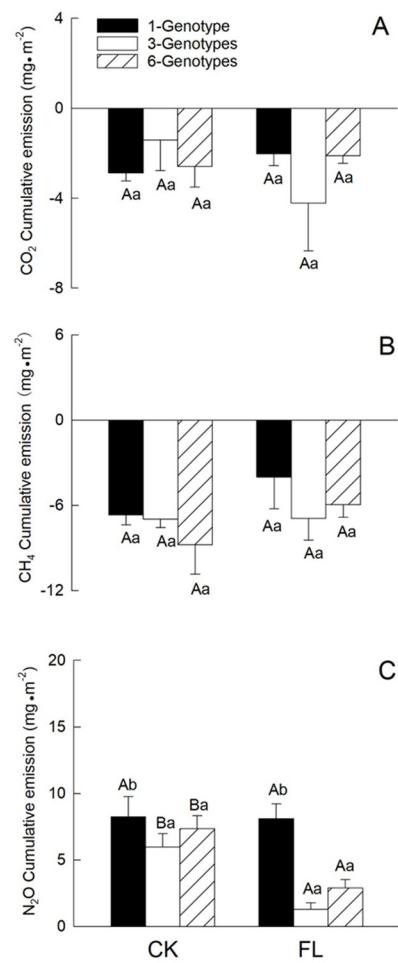 4
A
1-Genotype
3-Genotypes
6-Genotypes
0
-4
-8
CO₂ Cumulative emission (mg•m⁻²)
Aa Aa Aa Aa Aa Aa
6
B
0
-6
-12
CH₄ Cumulative emission (mg•m⁻²)
Aa Aa Aa Aa Aa Aa
20
C
15
10
5
0
N₂O Cumulative emission (mg•m⁻²)
Ab Ba Ba Ab Aa Aa
CK FL